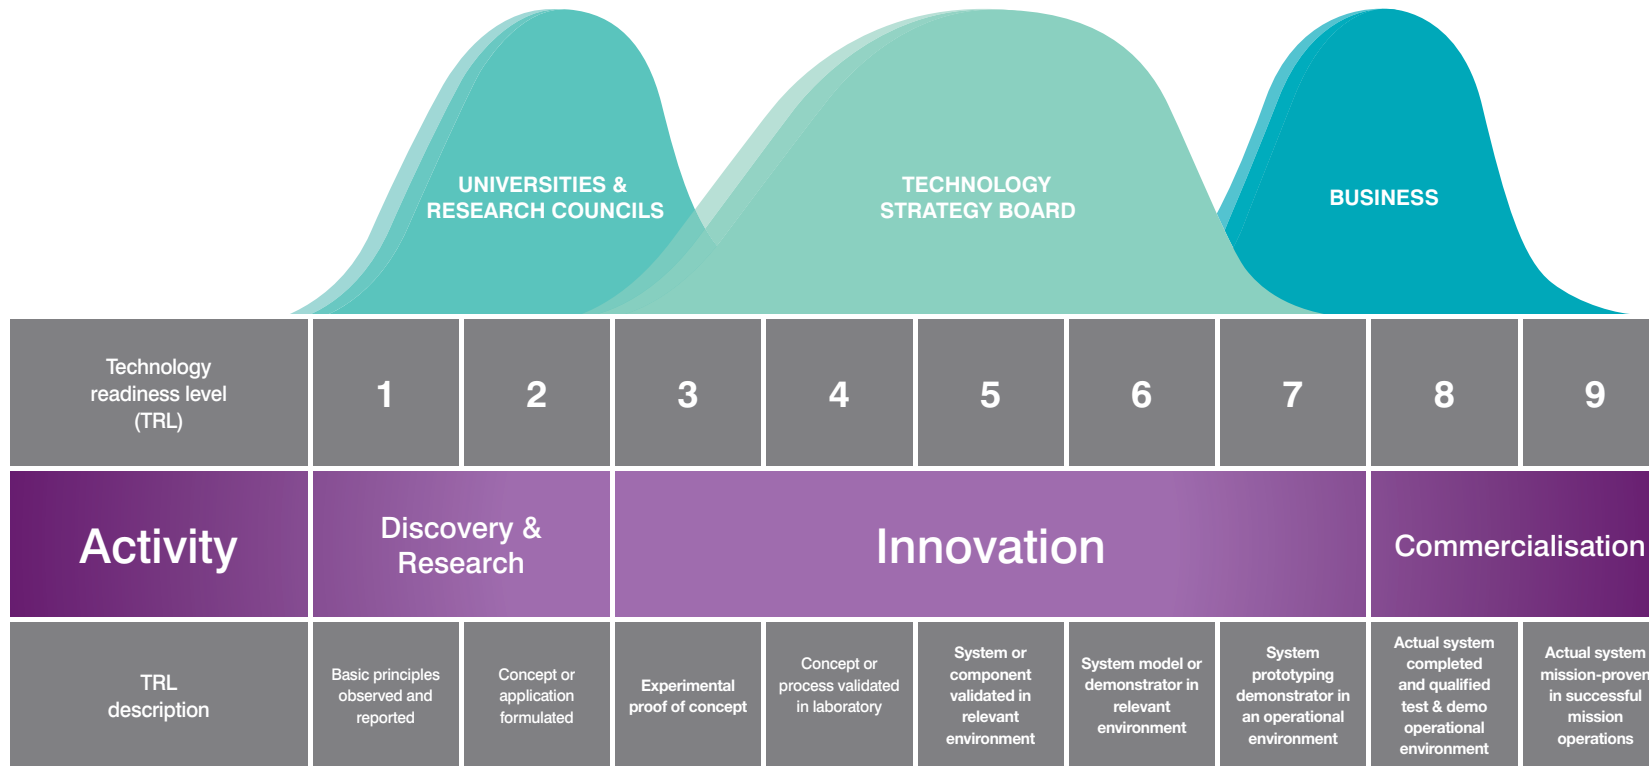 UNIVERSITIES &
RESEARCH COUNCILS
TECHNOLOGY
STRATEGY BOARD
BUSINESS
Technology
readiness level
(TRL)
1
2
3
4
5
6
7
8
9
Activity
Discovery &
Research
Innovation
Commercialisation
TRL
description
Basic principles
observed and
reported
Concept or
application
formulated
Experimental
proof of concept
Concept or
process validated
in laboratory
System or
component
validated in
relevant
environment
System model or
demonstrator in
relevant
environment
System
prototyping
demonstrator in
an operational
environment
Actual system
completed
and qualified
test & demo
operational
environment
Actual system
mission-proven
in successful
mission
operations